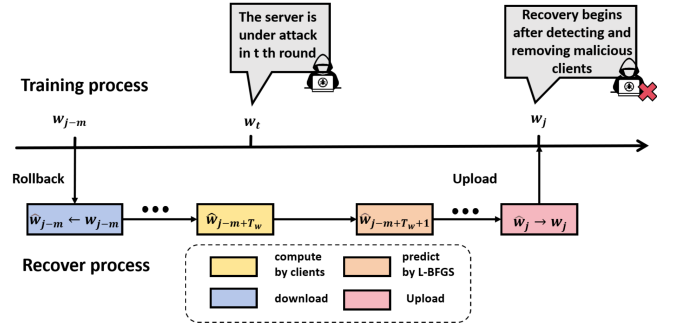 The server is
under attack
in t th round
Recovery begins
after detecting and
removing malicious
clients
Training process
w_{j-m}
w_t
w_j
Rollback
Upload
ŵ_{j-m} ← w_{j-m}
•••
ŵ_{j-m+T_w}
ŵ_{j-m+T_w+1}
•••
ŵ_j → w_j
Recover process
compute
by clients
predict
by L-BFGS
download
Upload